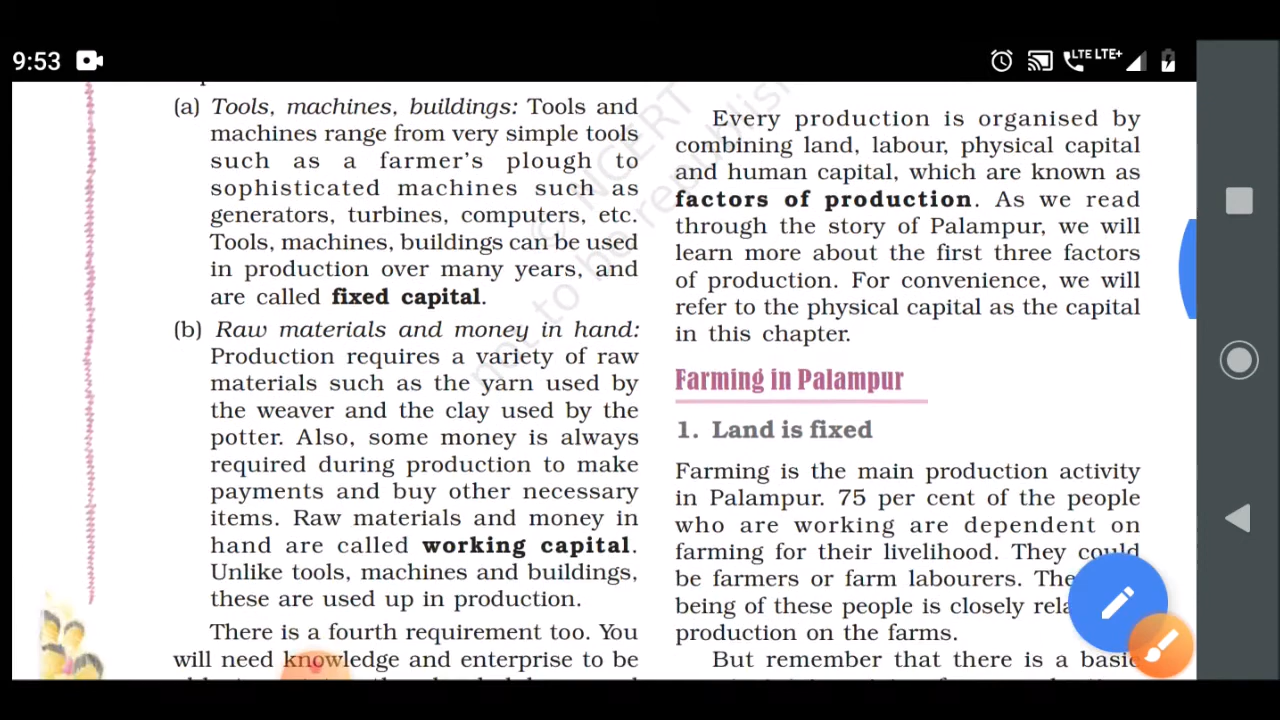 9:53
LTE LTE+
(a) Tools, machines, buildings: Tools and
machines range from very simple tools
such as a farmer's plough to
sophisticated machines such as
generators, turbines, computers, etc.
Tools, machines, buildings can be used
in production over many years, and
are called fixed capital.
(b) Raw materials and money in hand:
Production requires a variety of raw
materials such as the yarn used by
the weaver and the clay used by the
potter. Also, some money is always
required during production to make
payments and buy other necessary
items. Raw materials and money in
hand are called working capital.
Unlike tools, machines and buildings,
these are used up in production.
There is a fourth requirement too. You
will need knowledge and enterprise to be
Every production is organised by
combining land, labour, physical capital
and human capital, which are known as
factors of production. As we read
through the story of Palampur, we will
learn more about the first three factors
of production. For convenience, we will
refer to the physical capital as the capital
in this chapter.
Farming in Palampur
1. Land is fixed
Farming is the main production activity
in Palampur. 75 per cent of the people
who are working are dependent on
farming for their livelihood. They could
be farmers or farm labourers. The
being of these people is closely rela
production on the farms.
But remember that there is a basic
© NCERT
not to be republish